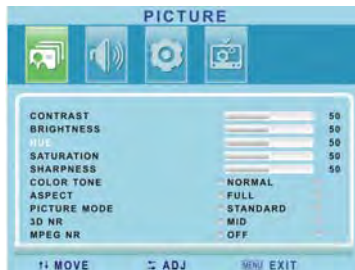 PICTURE
CONTRAST 50
BRIGHTNESS 50
HUE 50
SATURATION 50
SHARPNESS 50
COLOR TONE NORMAL
ASPECT FULL
PICTURE MODE STANDARD
3D NR MID
MPEG NR OFF
↑↓ MOVE ⇆ ADJ MENU EXIT